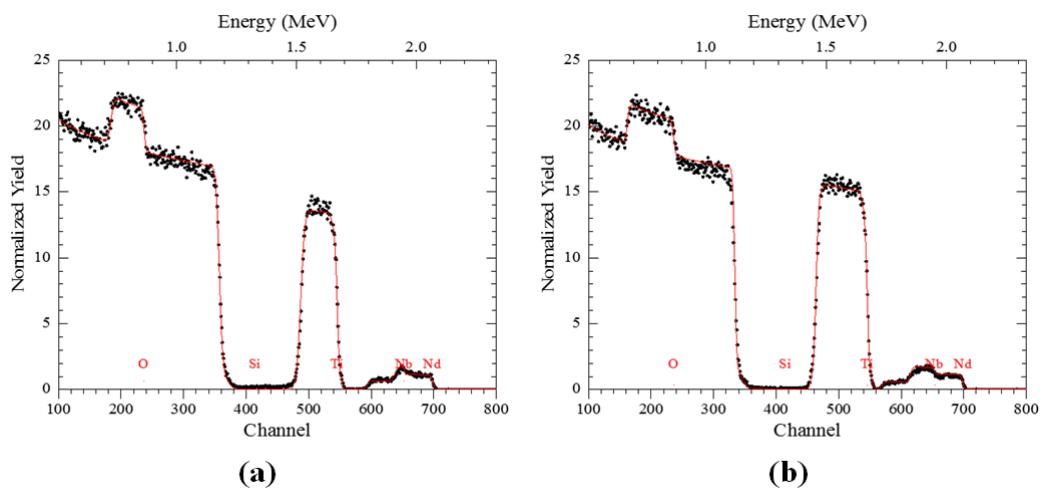 Energy (MeV)
1.0 1.5 2.0
25
20
15
10
5
0
Normalized Yield
O Si Ti Nb Nd
100 200 300 400 500 600 700 800
Channel
(a)
Energy (MeV)
1.0 1.5 2.0
25
20
15
10
5
0
Normalized Yield
O Si Ti Nb Nd
100 200 300 400 500 600 700 800
Channel
(b)